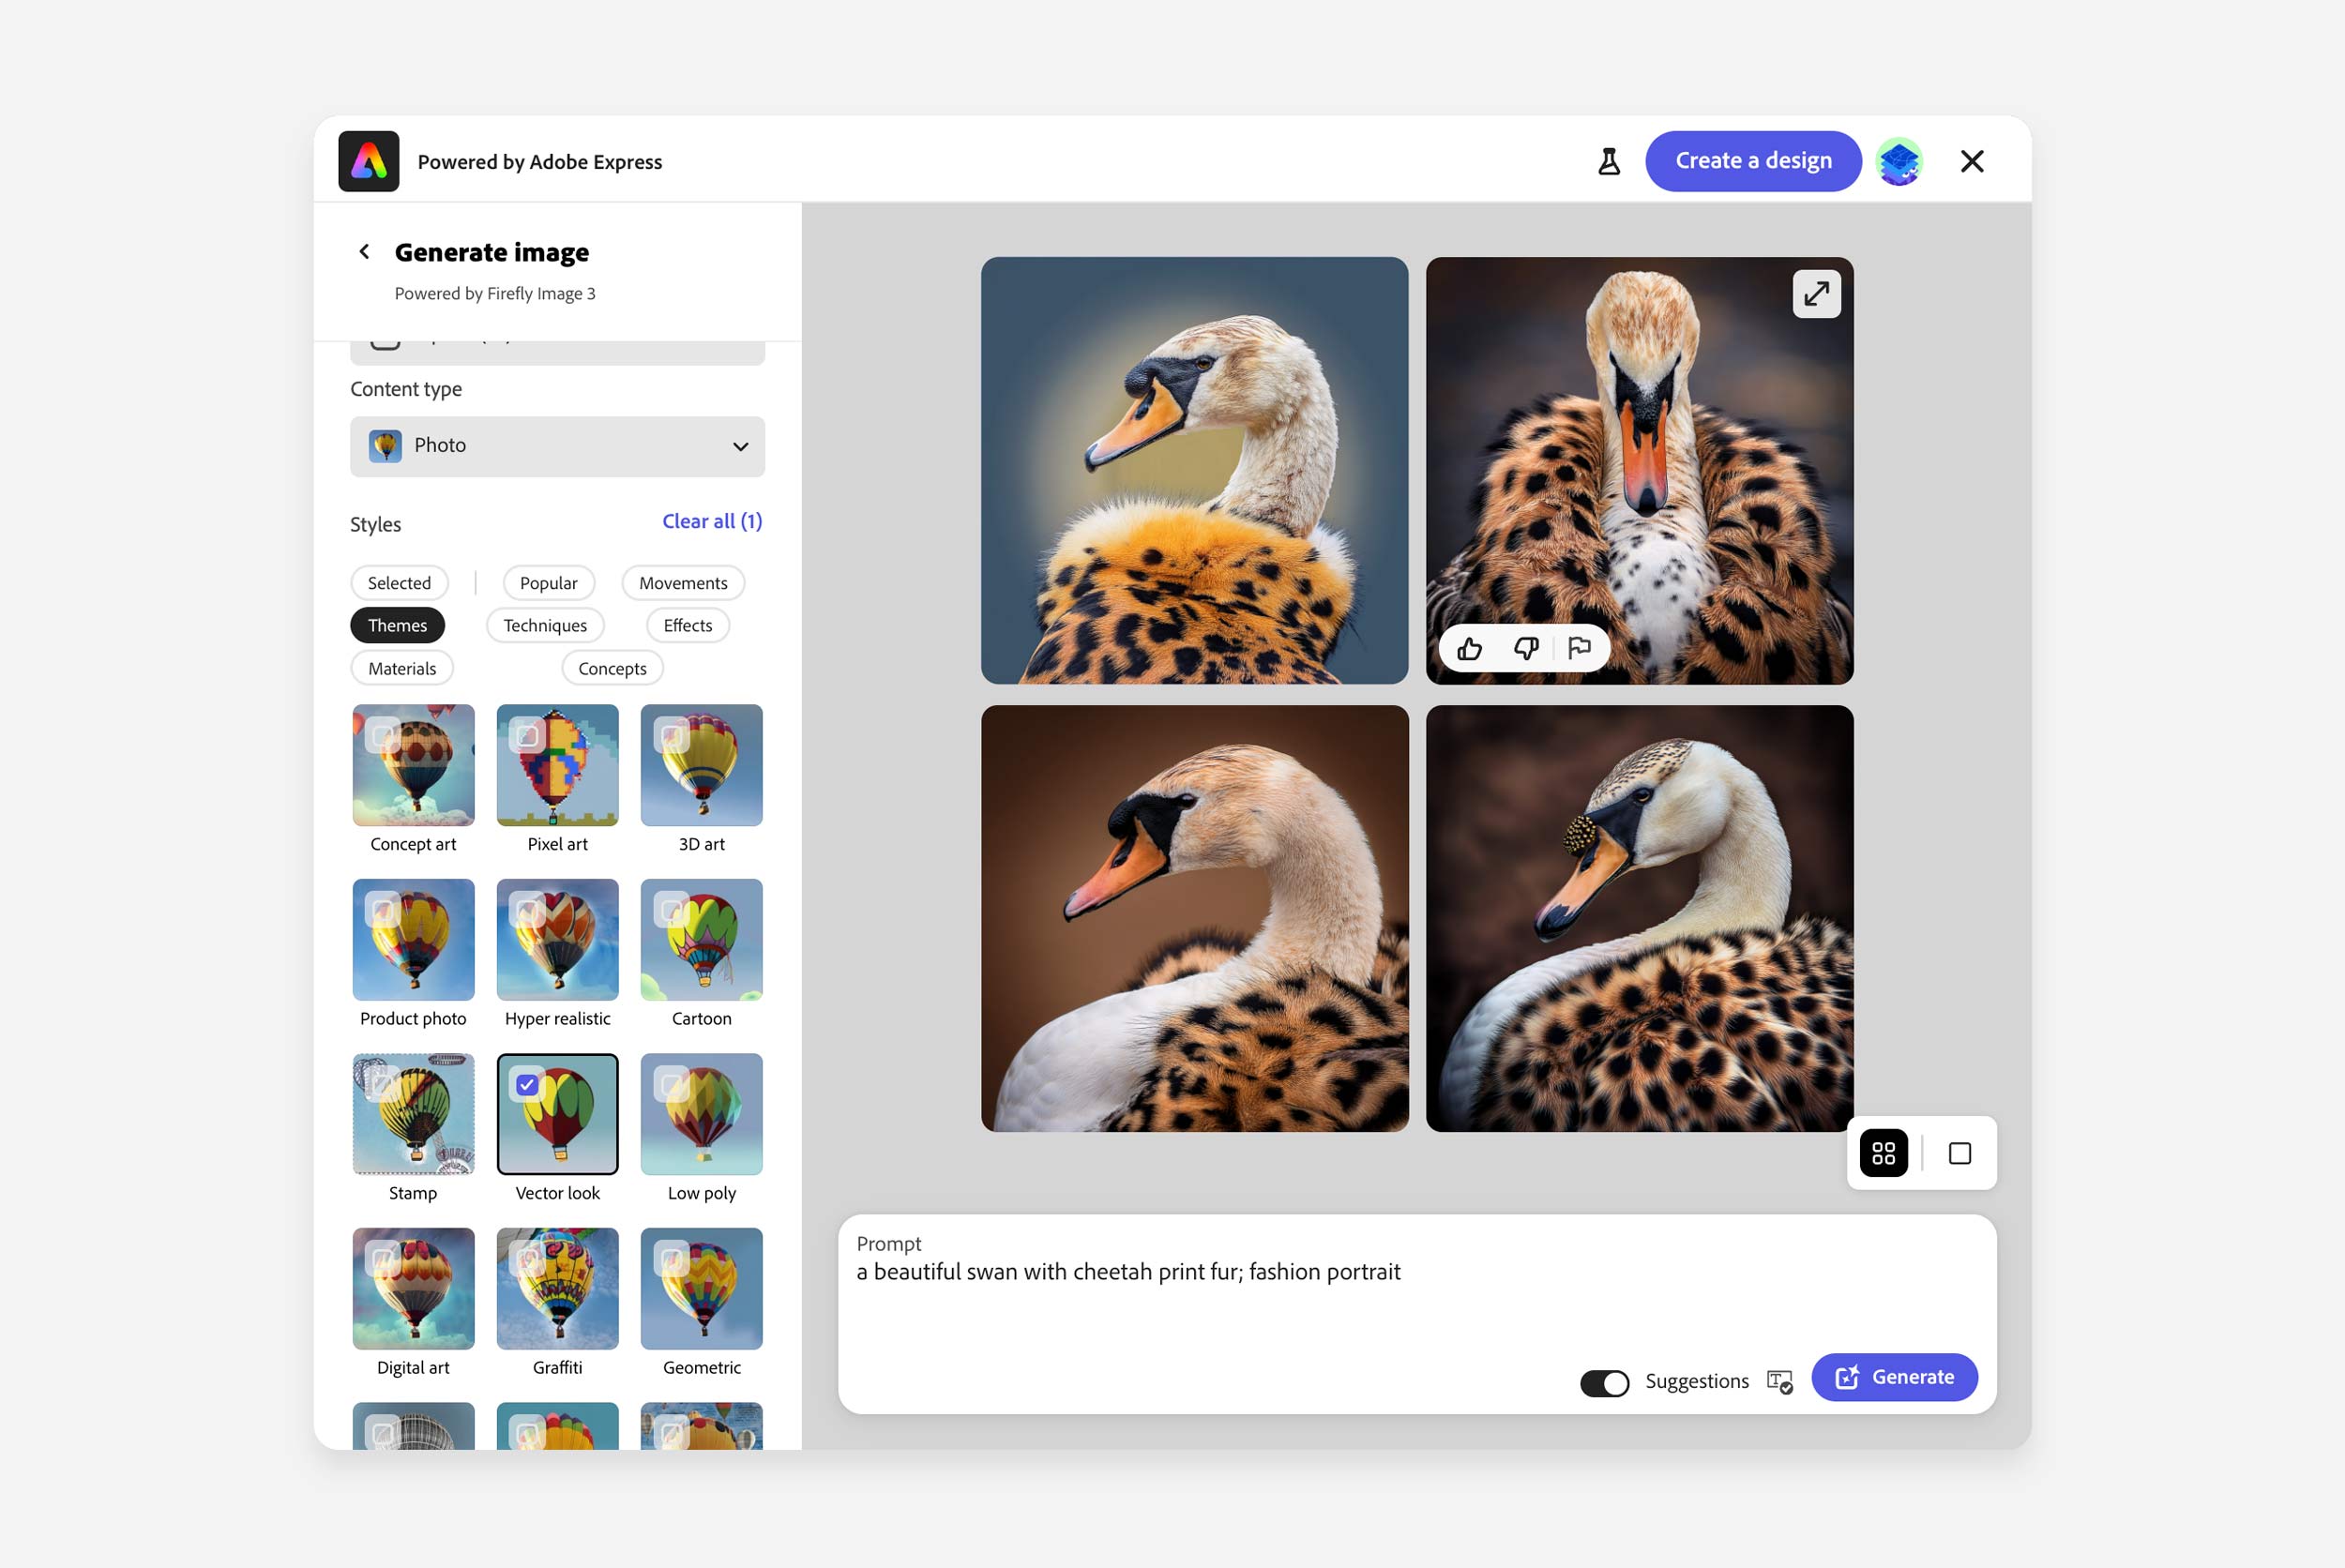 Powered by Adobe Express
Create a design
Generate image
Powered by Firefly Image 3
Content type
Photo
Styles
Clear all (1)
Selected
Popular
Movements
Themes
Techniques
Effects
Materials
Concepts
Concept art
Pixel art
3D art
Product photo
Hyper realistic
Cartoon
Stamp
Vector look
Low poly
Digital art
Graffiti
Geometric
Prompt
a beautiful swan with cheetah print fur; fashion portrait
Suggestions
Generate